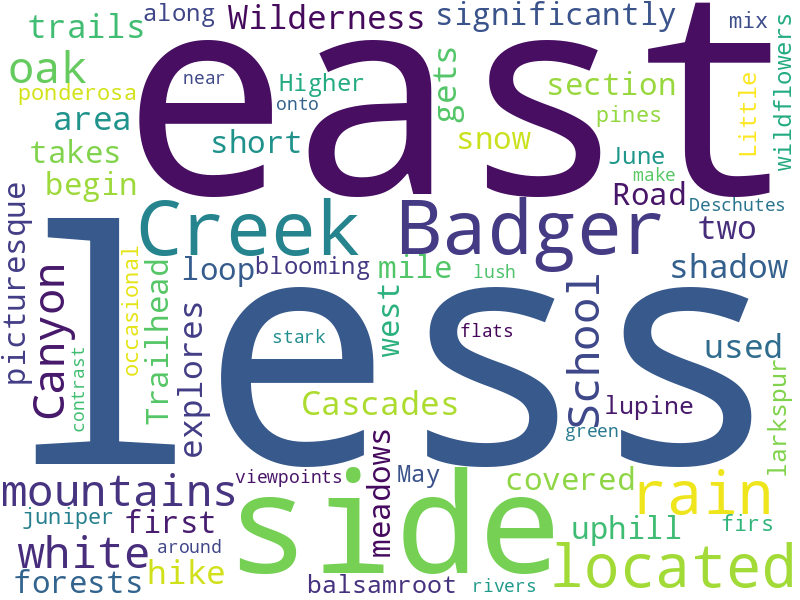 along
Wilderness
significantly
mix
trails
east
oak
near
Higher
gets
section
wildflowers
ponderosa
onto
Little
area
short
snow
pines
takes
June
begin
make
Road
Deschutes
picturesque
Creek
Badger
two
less
Canyon
occasional
Trailhead
loop
blooming
mile
lush
shadow
explores
west
School
stark
flats
used
contrast
Cascades
lupine
larkspur
green
meadows
mountains
side
viewpoints
May
covered
rain
juniper
first
uphill
firs
white
around
located
forests
hike
balsamroot
rivers